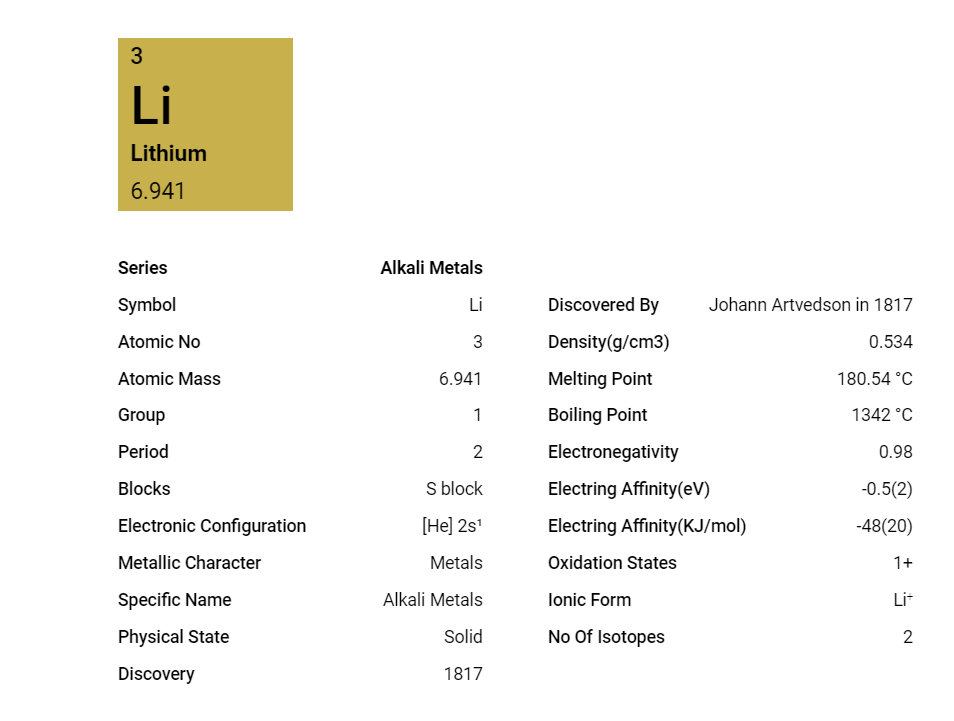 3
Li
Lithium
6.941
Series Alkali Metals
Symbol Li
Atomic No 3
Atomic Mass 6.941
Group 1
Period 2
Blocks S block
Electronic Configuration [He] 2s¹
Metallic Character Metals
Specific Name Alkali Metals
Physical State Solid
Discovery 1817
Discovered By Johann Artvedson in 1817
Density(g/cm3) 0.534
Melting Point 180.54 °C
Boiling Point 1342 °C
Electronegativity 0.98
Electring Affinity(eV) -0.5(2)
Electring Affinity(KJ/mol) -48(20)
Oxidation States 1+
Ionic Form Li⁺
No Of Isotopes 2